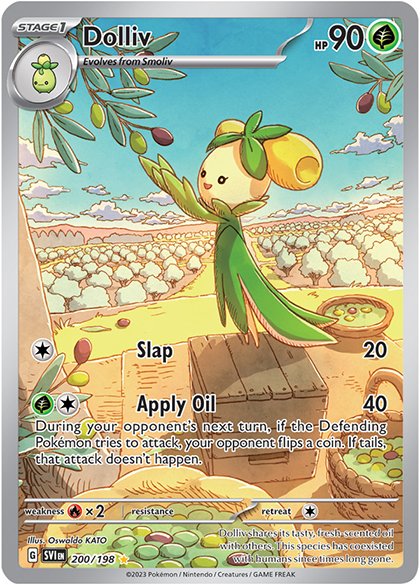 STAGE 1 Dolliv HP 90
Evolves from Smoliv
Slap 20
Apply Oil 40
During your opponent's next turn, if the Defending
Pokémon tries to attack, your opponent flips a coin. If tails,
that attack doesn't happen.
weakness × 2 resistance retreat
Illus. Oswaldo KATO
G SVI EN 200/198
Dolliv shares its tasty, fresh-scented oil
with others. This species has coexisted
with humans since times long gone.
©2023 Pokémon / Nintendo / Creatures / GAME FREAK